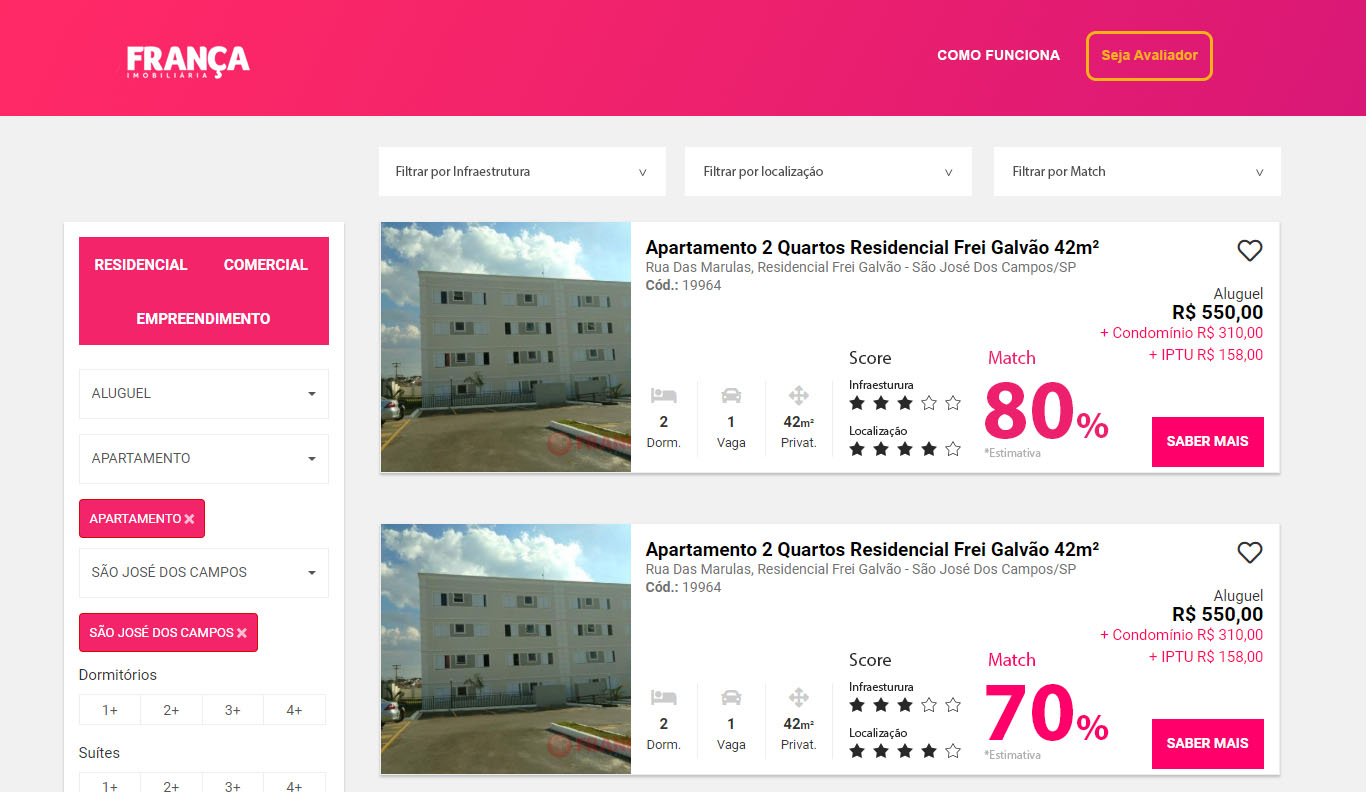 FRANÇA
IMOBILIÁRIA
COMO FUNCIONA
Seja Avaliador
Filtrar por Infraestrutura
Filtrar por localização
Filtrar por Match
RESIDENCIAL
COMERCIAL
EMPREENDIMENTO
ALUGUEL
APARTAMENTO
APARTAMENTO
SÃO JOSÉ DOS CAMPOS
SÃO JOSÉ DOS CAMPOS
Dormitórios
1+ 2+ 3+ 4+
Suítes
1+ 2+ 3+ 4+
Apartamento 2 Quartos Residencial Frei Galvão 42m²
Rua Das Marulas, Residencial Frei Galvão - São José Dos Campos/SP
Cód.: 19964
Aluguel
R$ 550,00
+ Condomínio R$ 310,00
+ IPTU R$ 158,00
2 Dorm.
1 Vaga
42m² Privat.
Score
Infraesturura
Localização
Match
80%
*Estimativa
SABER MAIS
Apartamento 2 Quartos Residencial Frei Galvão 42m²
Rua Das Marulas, Residencial Frei Galvão - São José Dos Campos/SP
Cód.: 19964
Aluguel
R$ 550,00
+ Condomínio R$ 310,00
+ IPTU R$ 158,00
2 Dorm.
1 Vaga
42m² Privat.
Score
Infraesturura
Localização
Match
70%
*Estimativa
SABER MAIS